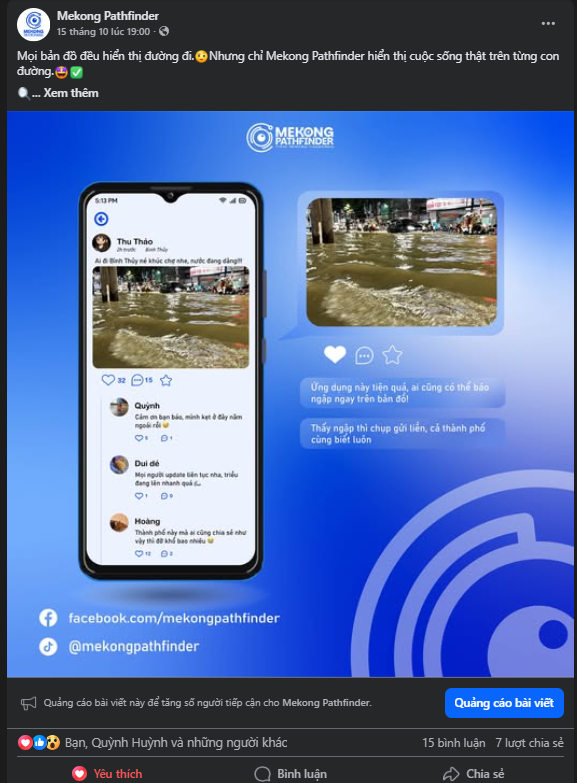 Mekong Pathfinder
15 tháng 10 lúc 19:00
Mọi bản đồ đều hiển thị đường đi.😉Nhưng chỉ Mekong Pathfinder hiển thị cuộc sống thật trên từng con
đường.🤩✅
🔍... Xem thêm
MEKONG
PATHFINDER
5:13 PM
Thu Thảo
2h trước Bình Thủy
Ai đi Bình Thủy né khúc chợ nhe, nước đang dâng!!!
32 15
Quỳnh
Cảm ơn bạn báo, mình kẹt ở đây năm
ngoái rồi
5 1
Dui dẻ
Mọi người update liên tục nha, triều
đang lên nhanh quá
1 0
Hoàng
Thành phố này mà ai cũng chia sẻ như
vậy thì đỡ khổ bao nhiêu
12 2
Ứng dụng này tiện quá, ai cũng có thể báo
ngập ngay trên bản đồ!
Thấy ngập thì chụp gửi liền, cả thành phố
cùng biết luôn
facebook.com/mekongpathfinder
@mekongpathfinder
Quảng cáo bài viết này để tăng số người tiếp cận cho Mekong Pathfinder.
Quảng cáo bài viết
Bạn, Quỳnh Huỳnh và những người khác
15 bình luận 7 lượt chia sẻ
Yêu thích Bình luận Chia sẻ